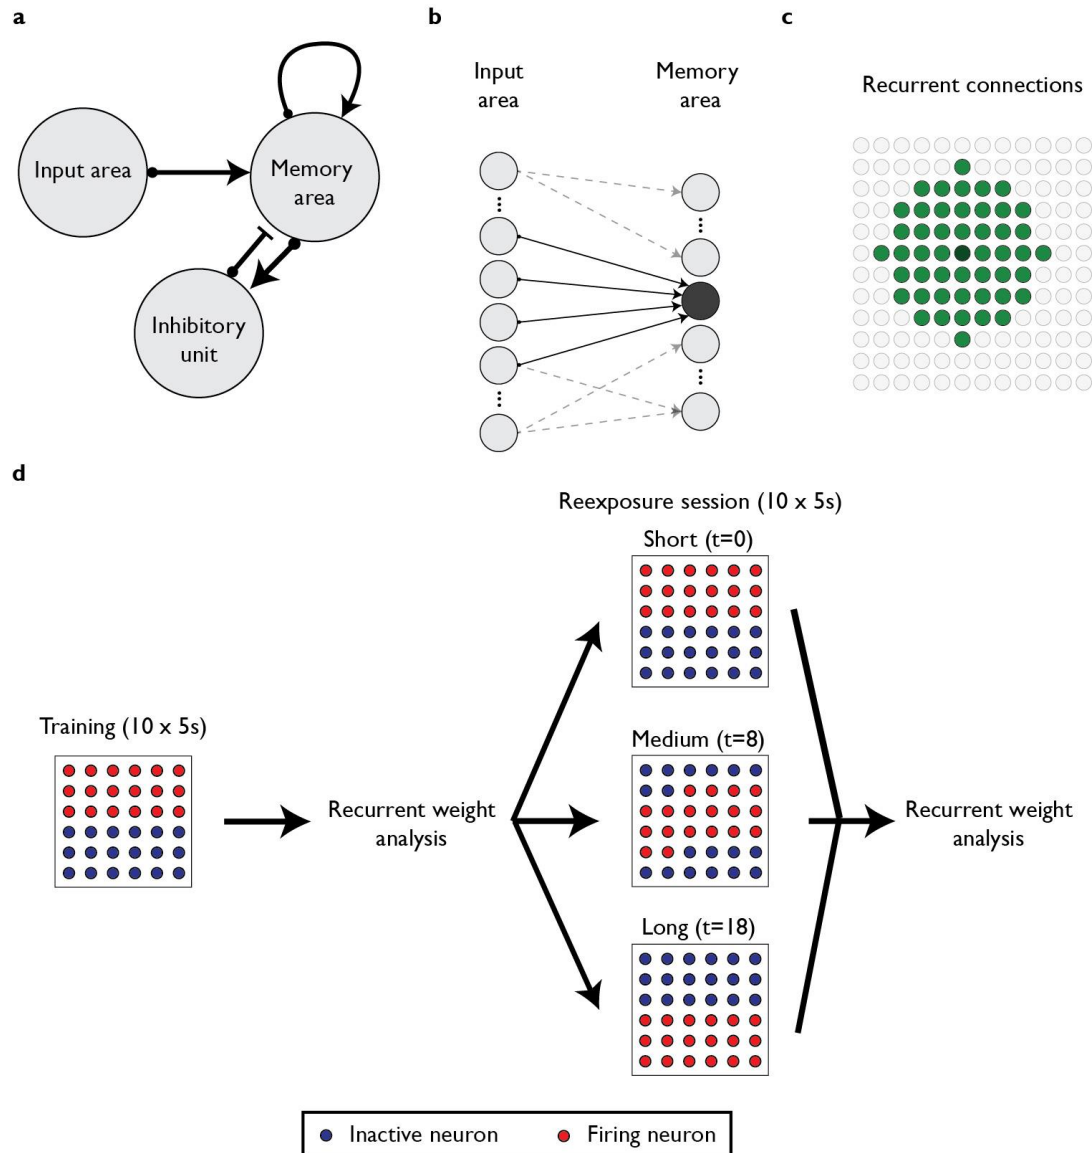 a
Input area
Memory
area
Inhibitory
unit
b
Input
area
Memory
area
c
Recurrent connections
d
Training (10 x 5s)
Recurrent weight
analysis
Reexposure session (10 x 5s)
Short (t=0)
Medium (t=8)
Long (t=18)
Recurrent weight
analysis
Inactive neuron
Firing neuron